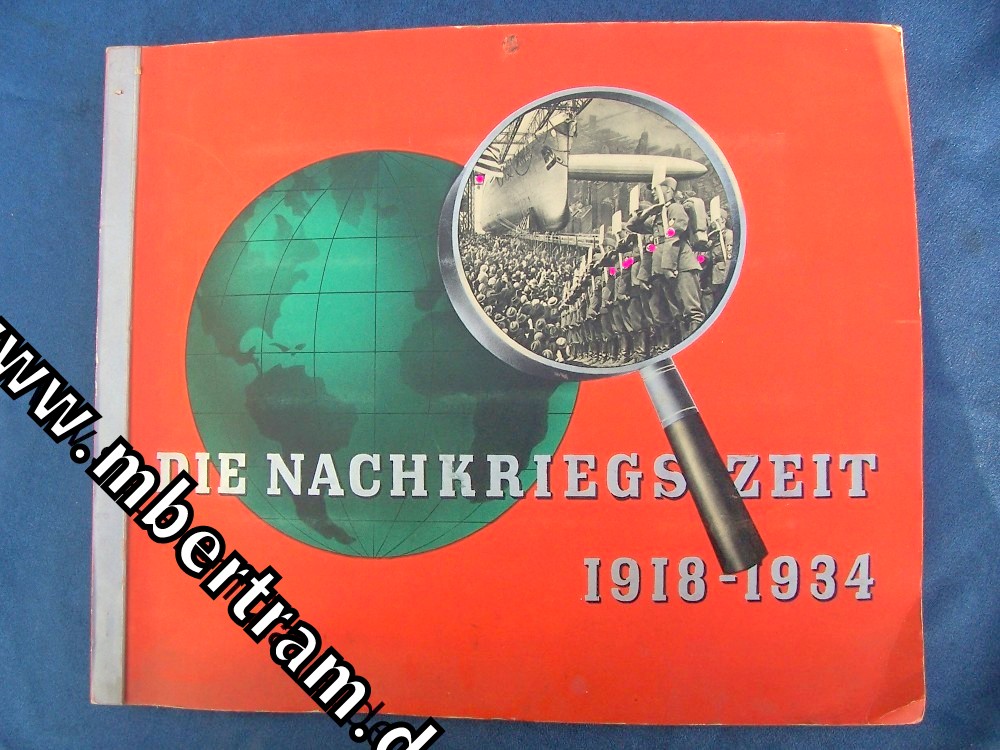 DIE NACHKRIEGSZEIT
1918-1934
www.mbertram.d